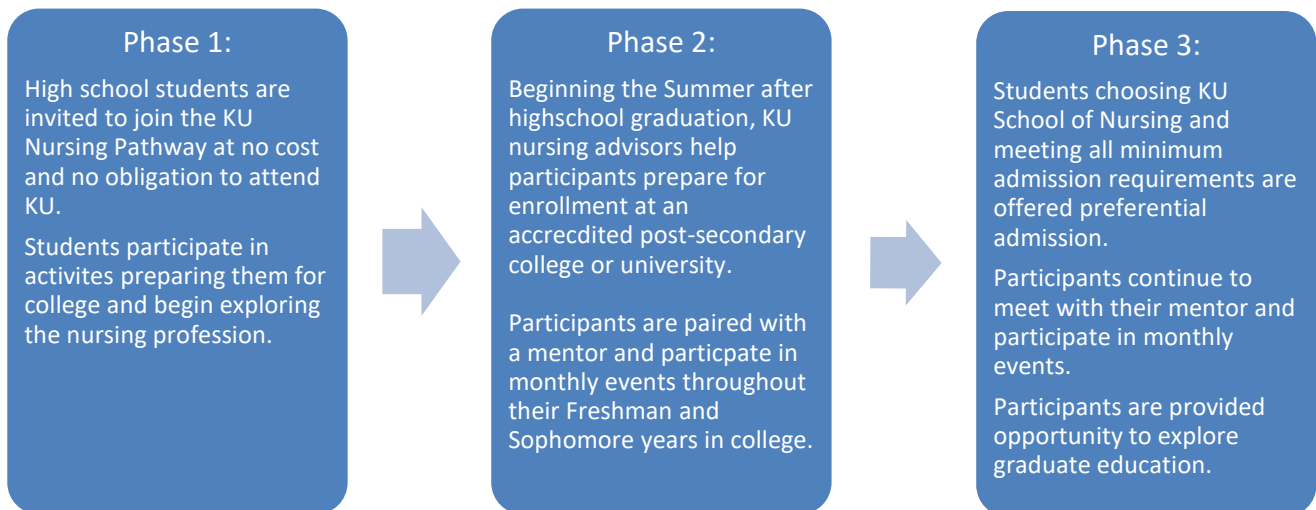 Phase 1:
High school students are
invited to join the KU
Nursing Pathway at no cost
and no obligation to attend
KU.
Students participate in
activites preparing them for
college and begin exploring
the nursing profession.
Phase 2:
Beginning the Summer after
highschool graduation, KU
nursing advisors help
participants prepare for
enrollment at an
accrecdited post-secondary
college or university.
Participants are paired with
a mentor and particpate in
monthly events throughout
their Freshman and
Sophomore years in college.
Phase 3:
Students choosing KU
School of Nursing and
meeting all minimum
admission requirements are
offered preferential
admission.
Participants continue to
meet with their mentor and
participate in monthly
events.
Participants are provided
opportunity to explore
graduate education.